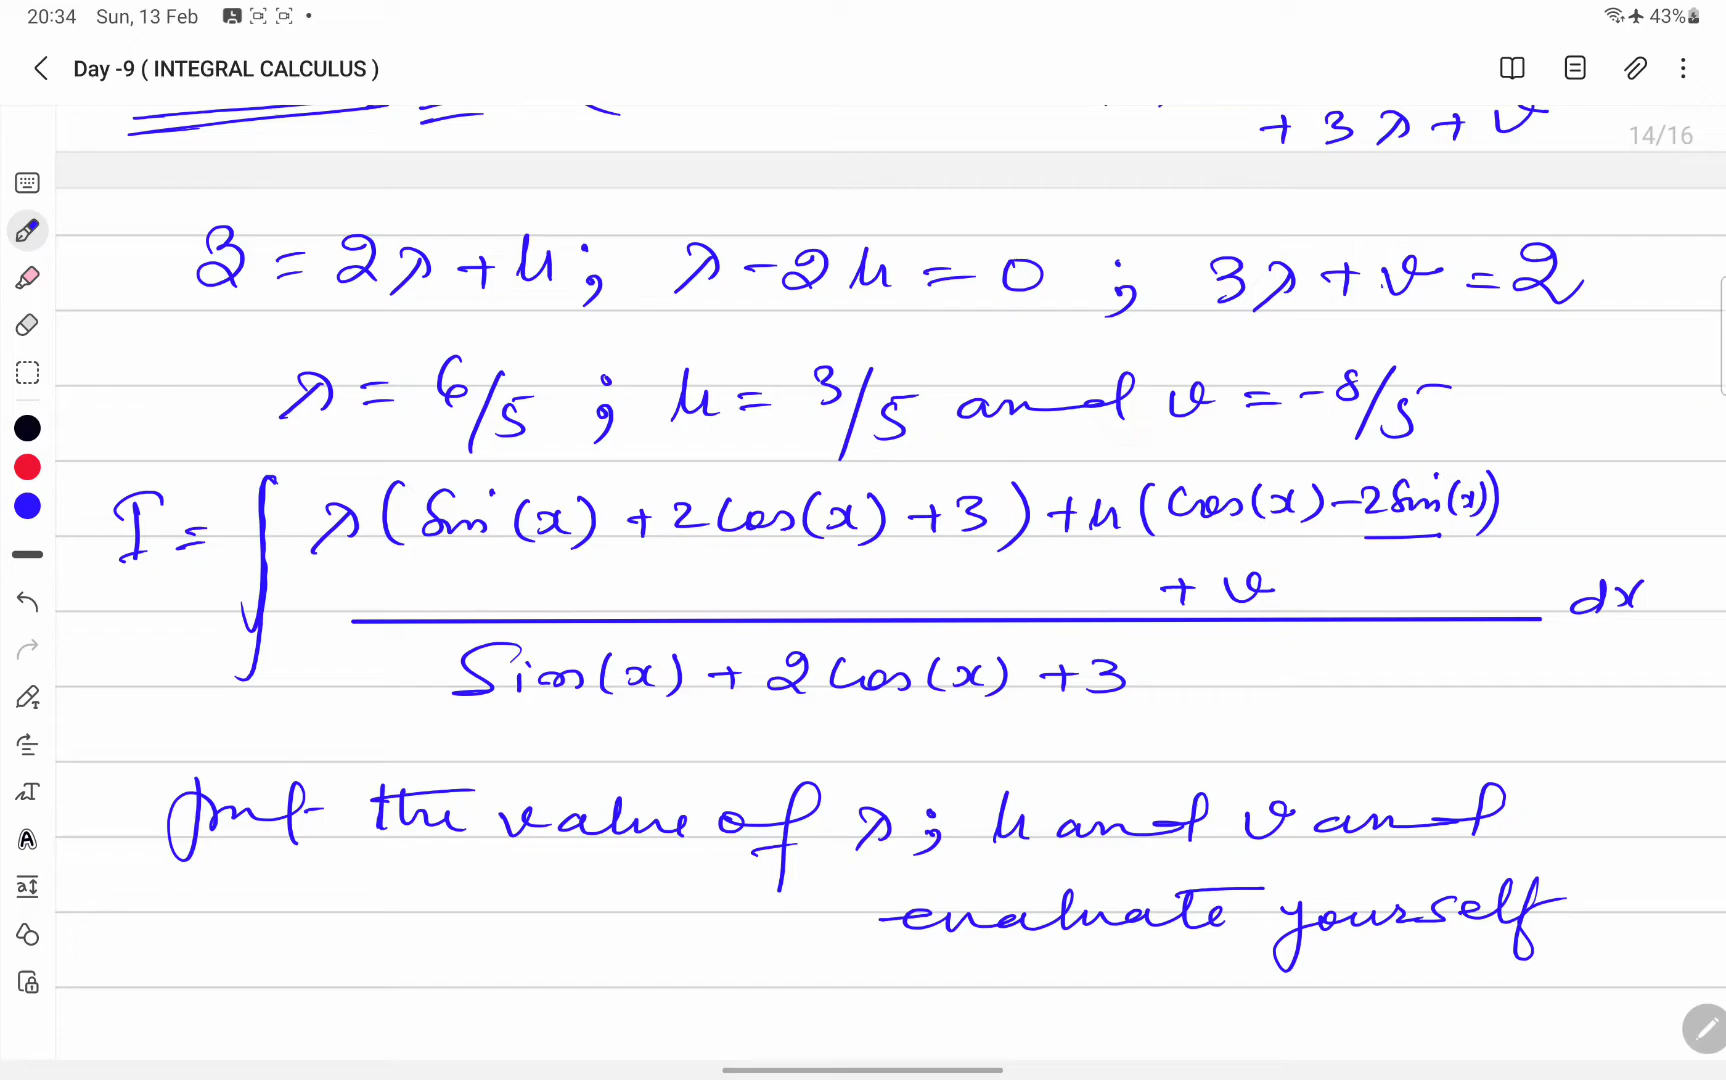 20:34 Sun, 13 Feb 43%
Day -9 ( INTEGRAL CALCULUS )
+ 3λ + v
14/16
3 = 2λ + μ ; λ - 2μ = 0 ; 3λ + v = 2
λ = 6/5 ; μ = 3/5 and v = -8/5
I = ∫ λ(Sin(x) + 2Cos(x) + 3) + μ(Cos(x) - 2Sin(x))
+ v
dx
Sin(x) + 2Cos(x) + 3
put the value of λ ; μ and v and
evaluate yourself